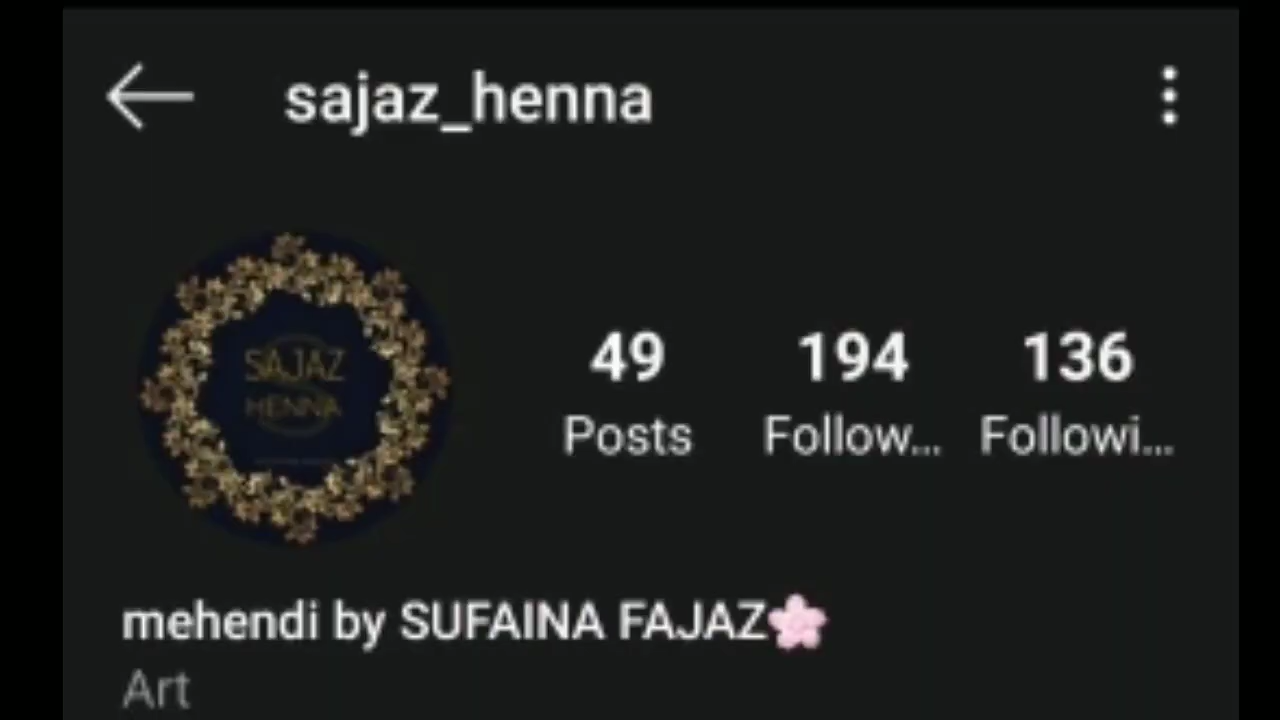 sajaz_henna
SAJAZ
HENNA
49
194
136
Posts
Follow...
Followi...
mehendi by SUFAINA FAJAZ🌸
Art